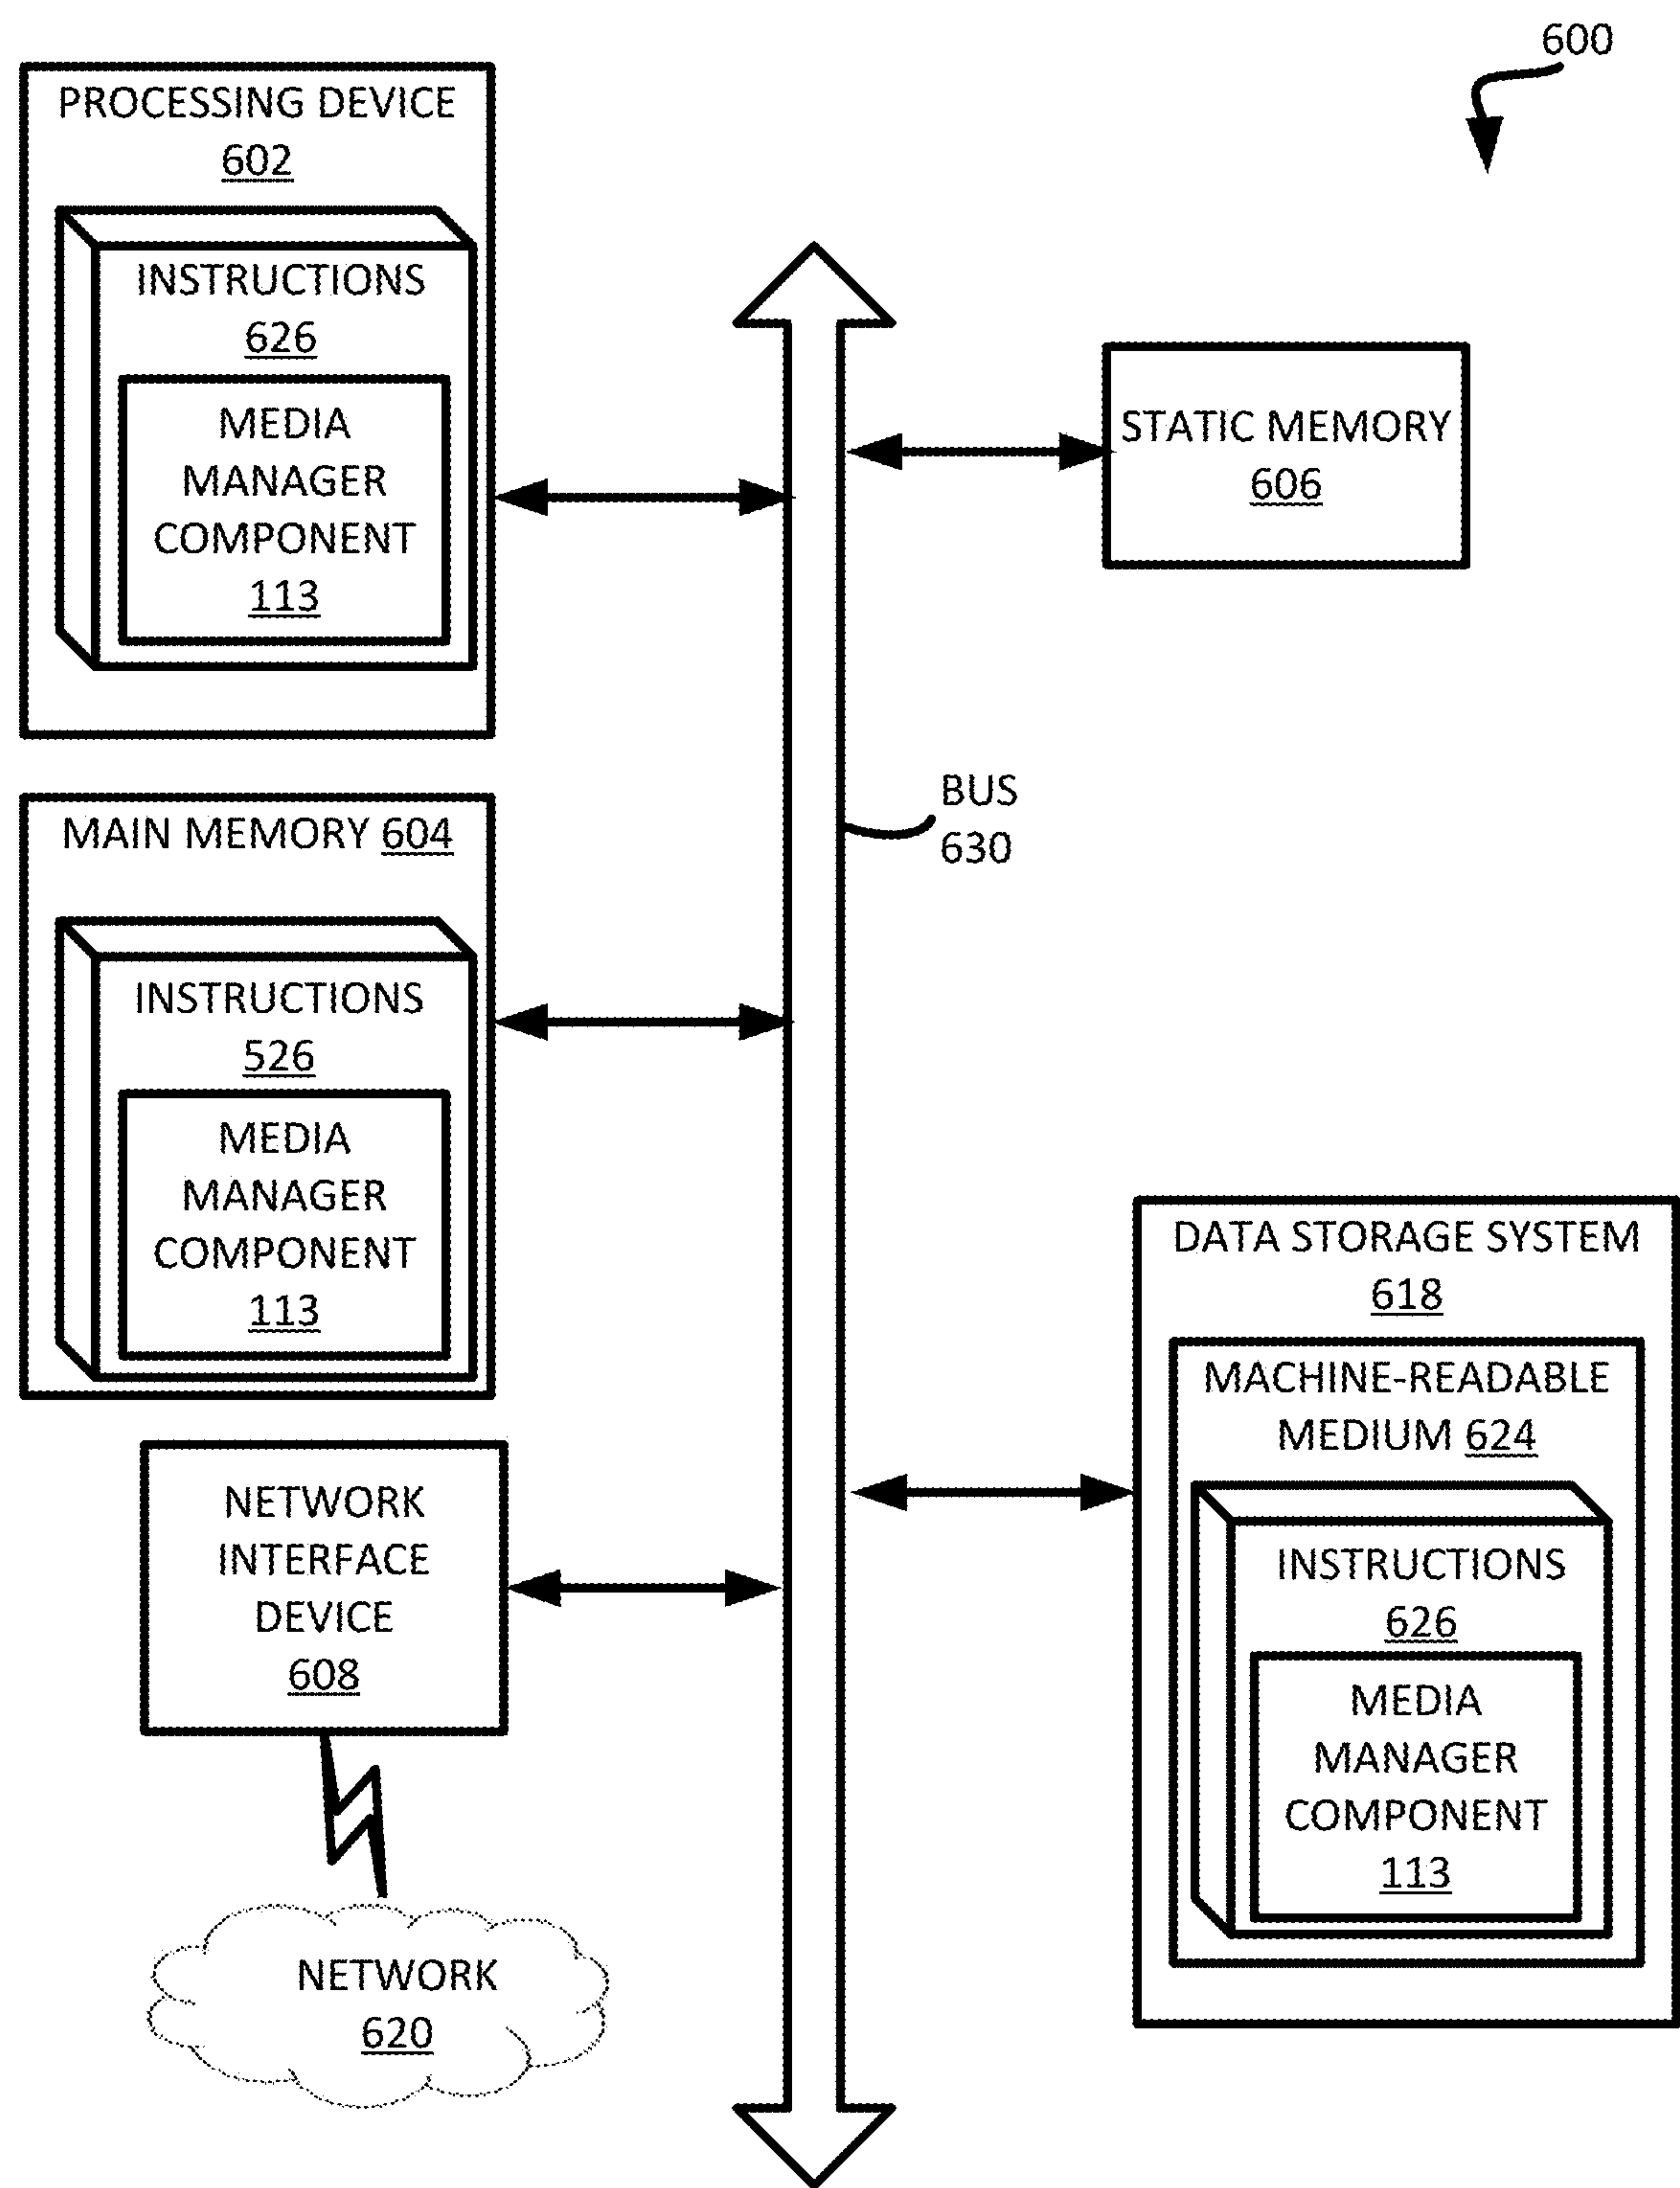 600
PROCESSING DEVICE
602
INSTRUCTIONS
626
MEDIA
MANAGER
COMPONENT
113
STATIC MEMORY
606
BUS
630
MAIN MEMORY 604
INSTRUCTIONS
526
MEDIA
MANAGER
COMPONENT
113
DATA STORAGE SYSTEM
618
MACHINE-READABLE
MEDIUM 624
INSTRUCTIONS
626
MEDIA
MANAGER
COMPONENT
113
NETWORK
INTERFACE
DEVICE
608
NETWORK
620